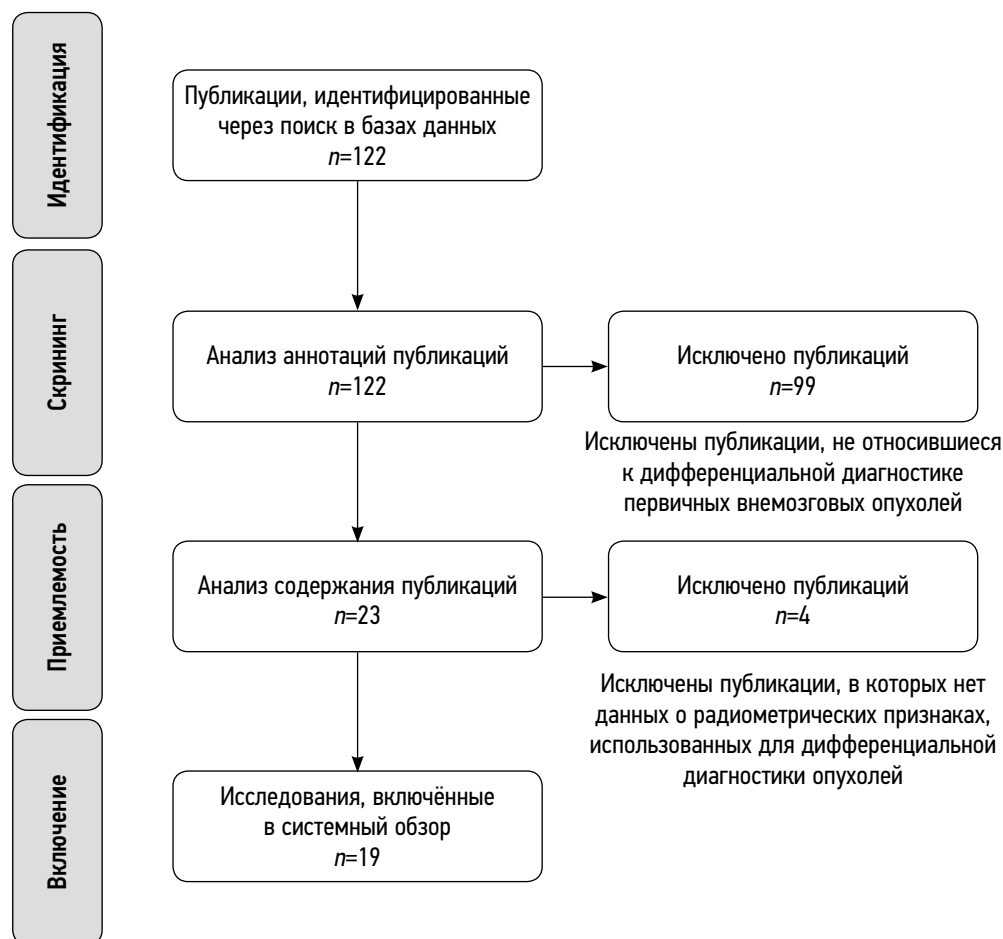 Идентификация
Публикации, идентифицированные
через поиск в базах данных
n=122
Скрининг
Анализ аннотаций публикаций
n=122
Исключено публикаций
n=99
Исключены публикации, не относившиеся
к дифференциальной диагностике
первичных внемозговых опухолей
Приемлемость
Анализ содержания публикаций
n=23
Исключено публикаций
n=4
Исключены публикации, в которых нет
данных о радиометрических признаках,
использованных для дифференциальной
диагностики опухолей
Включение
Исследования, включённые
в системный обзор
n=19